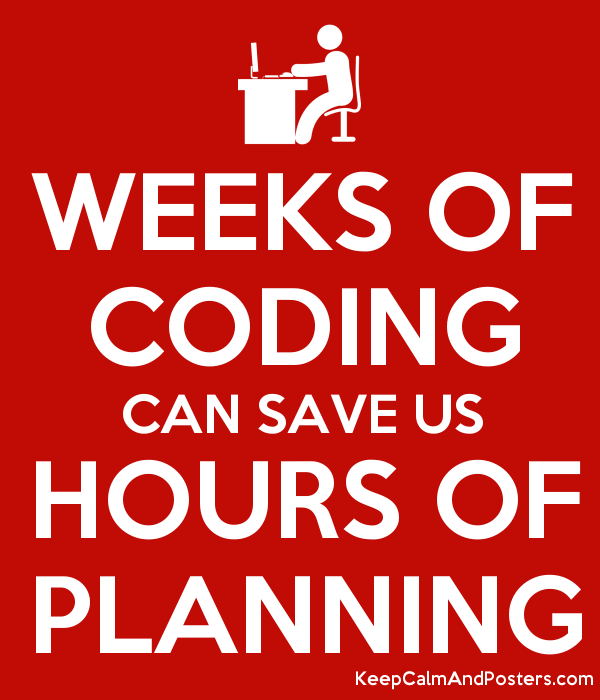 WEEKS OF
CODING
CAN SAVE US
HOURS OF
PLANNING
KeepCalmAndPosters.com